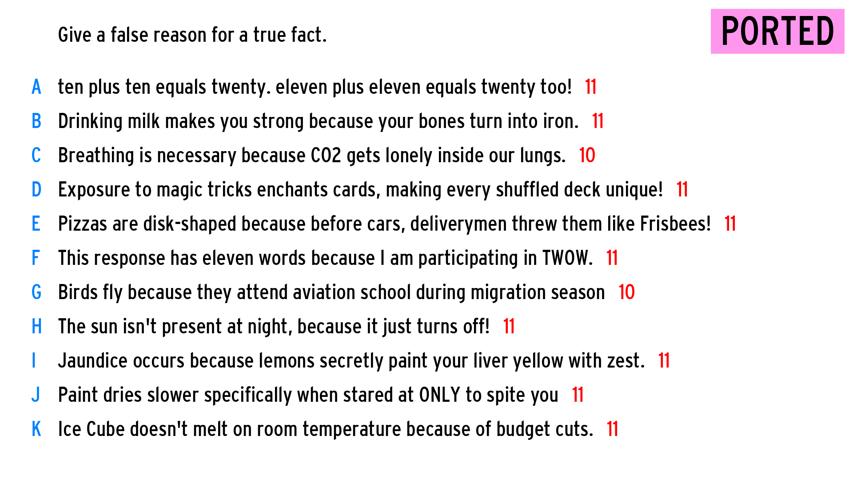 Give a false reason for a true fact.
PORTED
A ten plus ten equals twenty. eleven plus eleven equals twenty too! 11
B Drinking milk makes you strong because your bones turn into iron. 11
C Breathing is necessary because CO2 gets lonely inside our lungs. 10
D Exposure to magic tricks enchants cards, making every shuffled deck unique! 11
E Pizzas are disk-shaped because before cars, deliverymen threw them like Frisbees! 11
F This response has eleven words because I am participating in TWOW. 11
G Birds fly because they attend aviation school during migration season 10
H The sun isn't present at night, because it just turns off! 11
I Jaundice occurs because lemons secretly paint your liver yellow with zest. 11
J Paint dries slower specifically when stared at ONLY to spite you 11
K Ice Cube doesn't melt on room temperature because of budget cuts. 11